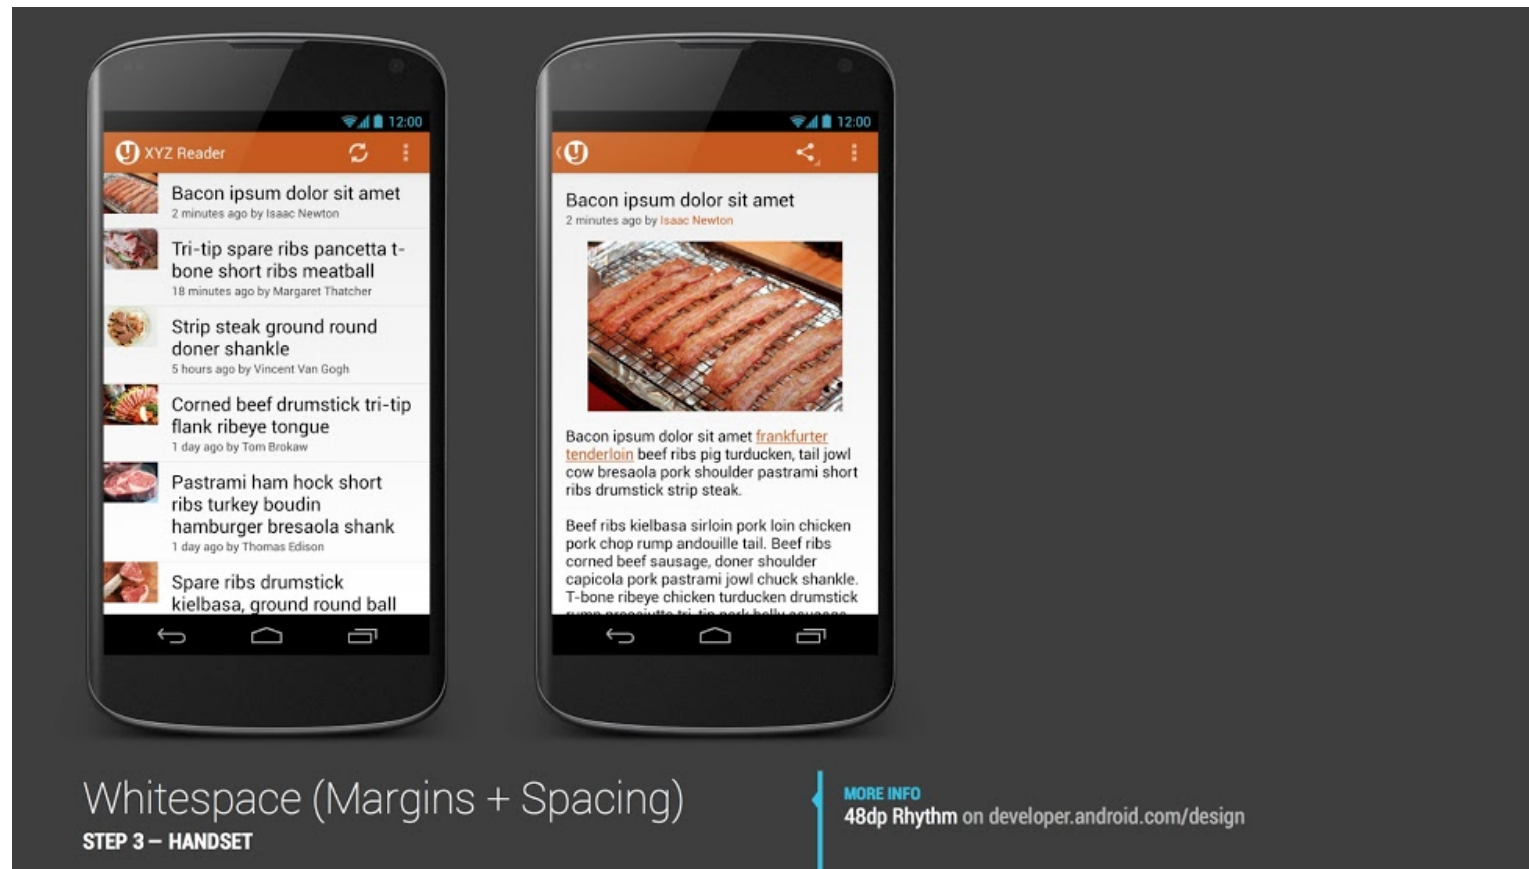 12:00
XYZ Reader
Bacon ipsum dolor sit amet
2 minutes ago by Isaac Newton
Tri-tip spare ribs pancetta t-
bone short ribs meatball
18 minutes ago by Margaret Thatcher
Strip steak ground round
doner shankle
5 hours ago by Vincent Van Gogh
Corned beef drumstick tri-tip
flank ribeye tongue
1 day ago by Tom Brokaw
Pastrami ham hock short
ribs turkey boudin
hamburger bresaola shank
1 day ago by Thomas Edison
Spare ribs drumstick
kielbasa, ground round ball
12:00
Bacon ipsum dolor sit amet
2 minutes ago by Isaac Newton
Bacon ipsum dolor sit amet frankfurter
tenderloin beef ribs pig turducken, tail jowl
cow bresaola pork shoulder pastrami short
ribs drumstick strip steak.
Beef ribs kielbasa sirloin pork loin chicken
pork chop rump andouille tail. Beef ribs
corned beef sausage, doner shoulder
capicola pork pastrami jowl chuck shankle.
T-bone ribeye chicken turducken drumstick
rump prosciutto tri-tip pork belly sausage
Whitespace (Margins + Spacing)
STEP 3 – HANDSET
MORE INFO
48dp Rhythm on developer.android.com/design